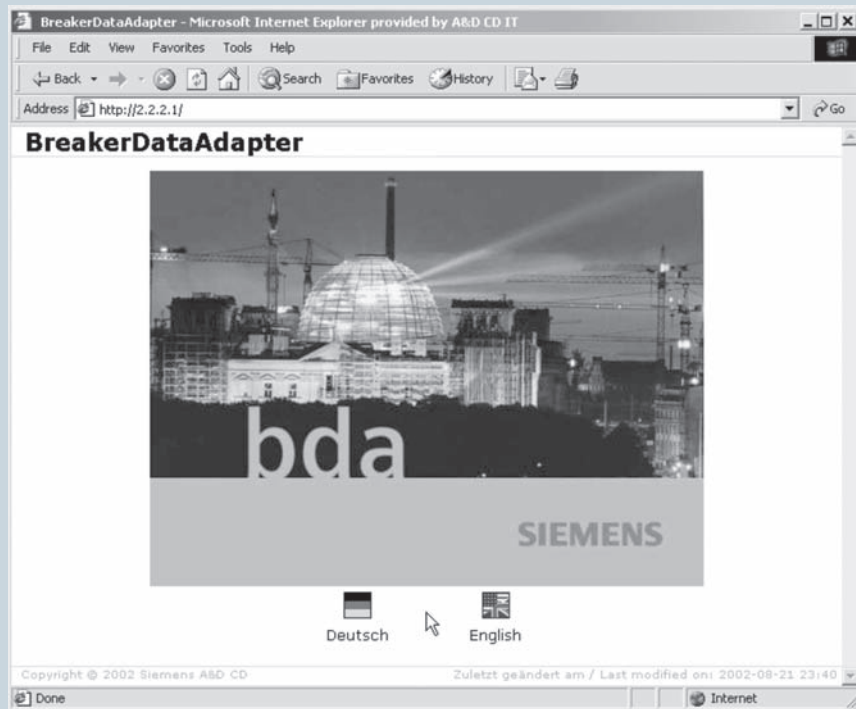 BreakerDataAdapter - Microsoft Internet Explorer provided by A&D CD IT
File Edit View Favorites Tools Help
Back Search Favorites History
Address http://2.2.2.1/ Go
BreakerDataAdapter
bda
SIEMENS
Deutsch English
Copyright © 2002 Siemens A&D CD Zuletzt geändert am / Last modified on: 2002-08-21 23:40
Done Internet